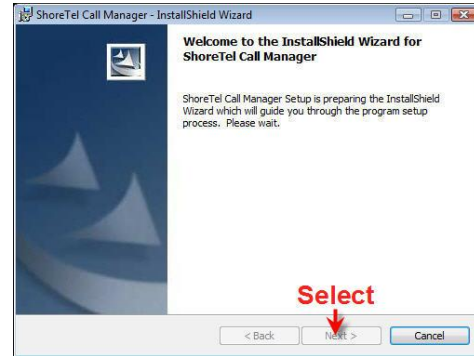 ShoreTel Call Manager - InstallShield Wizard
Welcome to the InstallShield Wizard for
ShoreTel Call Manager
ShoreTel Call Manager Setup is preparing the InstallShield
Wizard which will guide you through the program setup
process. Please wait.
Select
< Back Next > Cancel